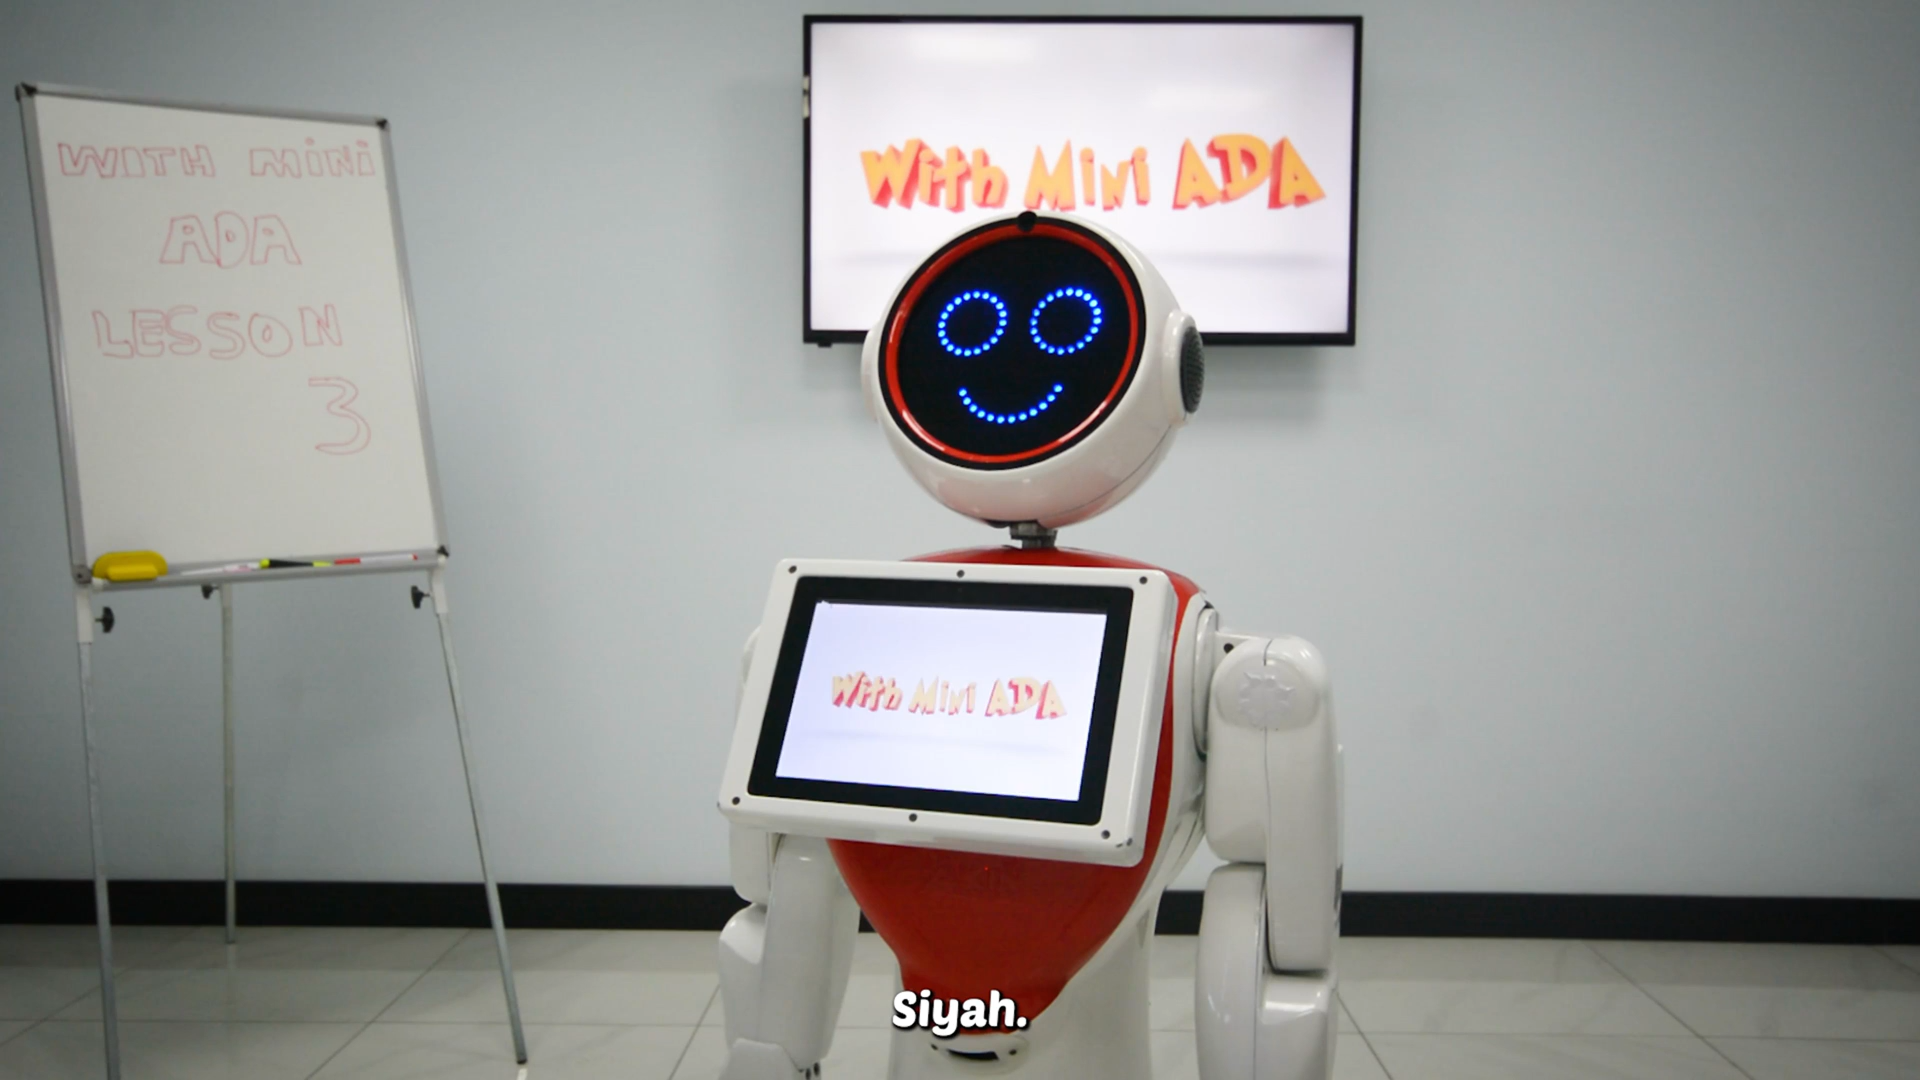 WITH MINI
ADA
LESSON
3
With Mini ADA
With Mini ADA
Siyah.